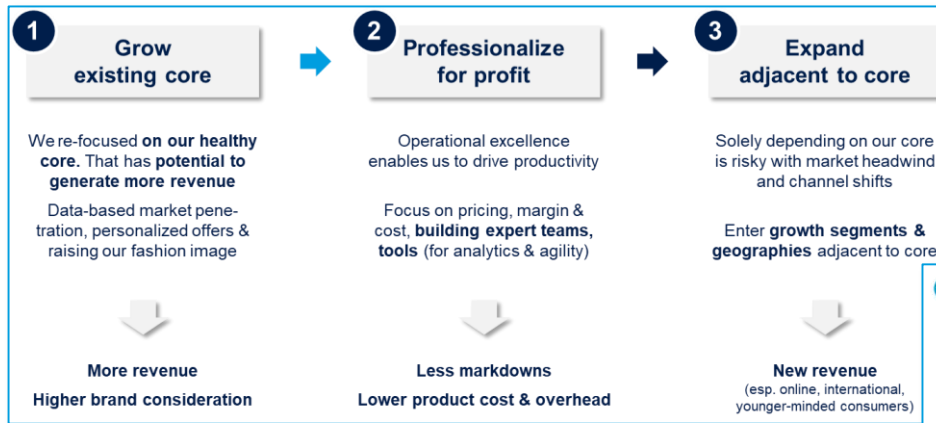 1
Grow
existing core
We re-focused on our healthy
core. That has potential to
generate more revenue
Data-based market pene-
tration, personalized offers &
raising our fashion image
More revenue
Higher brand consideration
2
Professionalize
for profit
Operational excellence
enables us to drive productivity
Focus on pricing, margin &
cost, building expert teams,
tools (for analytics & agility)
Less markdowns
Lower product cost & overhead
3
Expand
adjacent to core
Solely depending on our core
is risky with market headwind
and channel shifts
Enter growth segments &
geographies adjacent to core
New revenue
(esp. online, international,
younger-minded consumers)